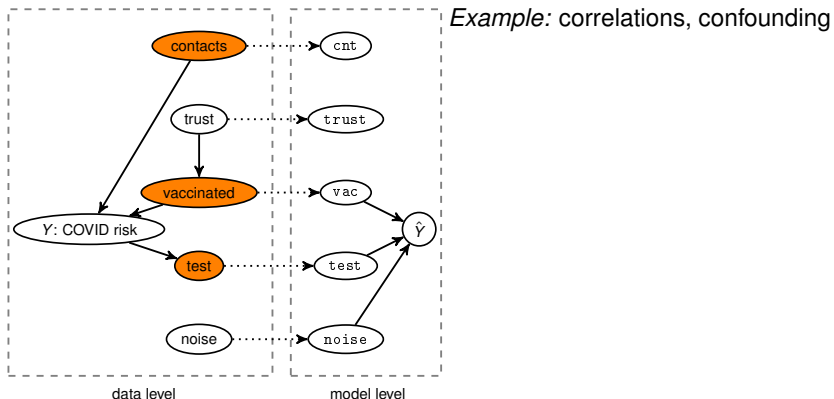 Example: correlations, confounding
contacts
cnt
trust
trust
vaccinated
vac
Y: COVID risk
Ŷ
test
test
noise
noise
data level
model level